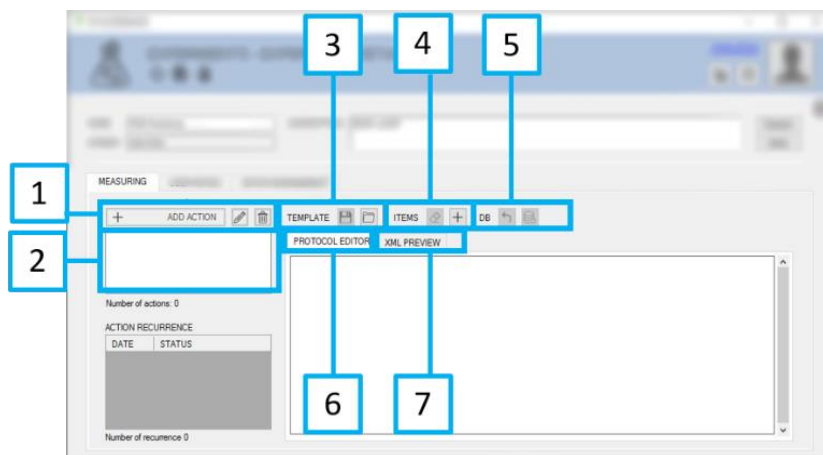 3
4
5
1
MEASURING
ADD ACTION
TEMPLATE
ITEMS
DB
2
PROTOCOL EDITOR
XML PREVIEW
Number of actions: 0
ACTION RECURRENCE
DATE STATUS
6
7
Number of recurrence 0